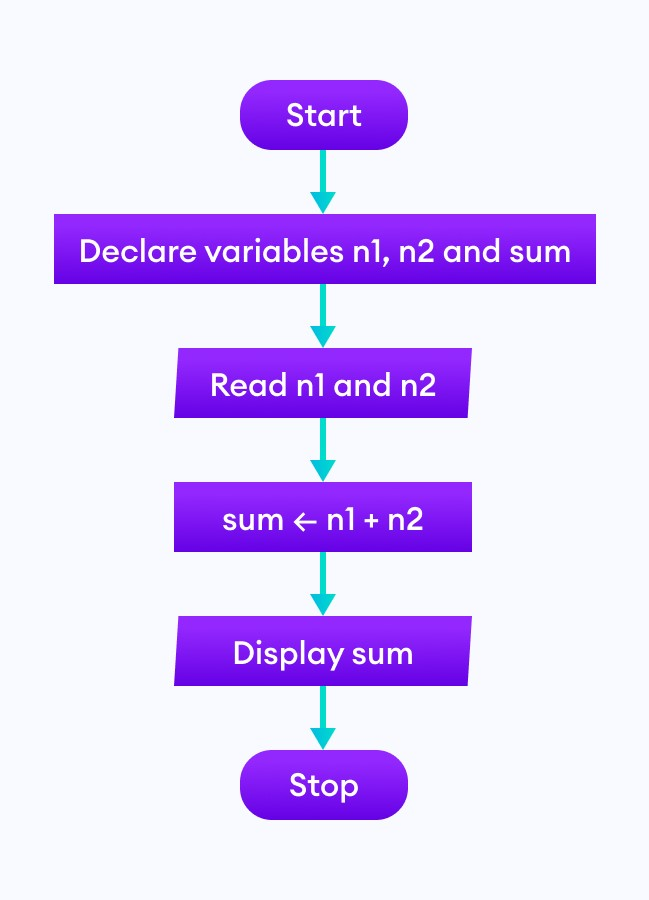 Start
Declare variables n1, n2 and sum
Read n1 and n2
sum ← n1 + n2
Display sum
Stop